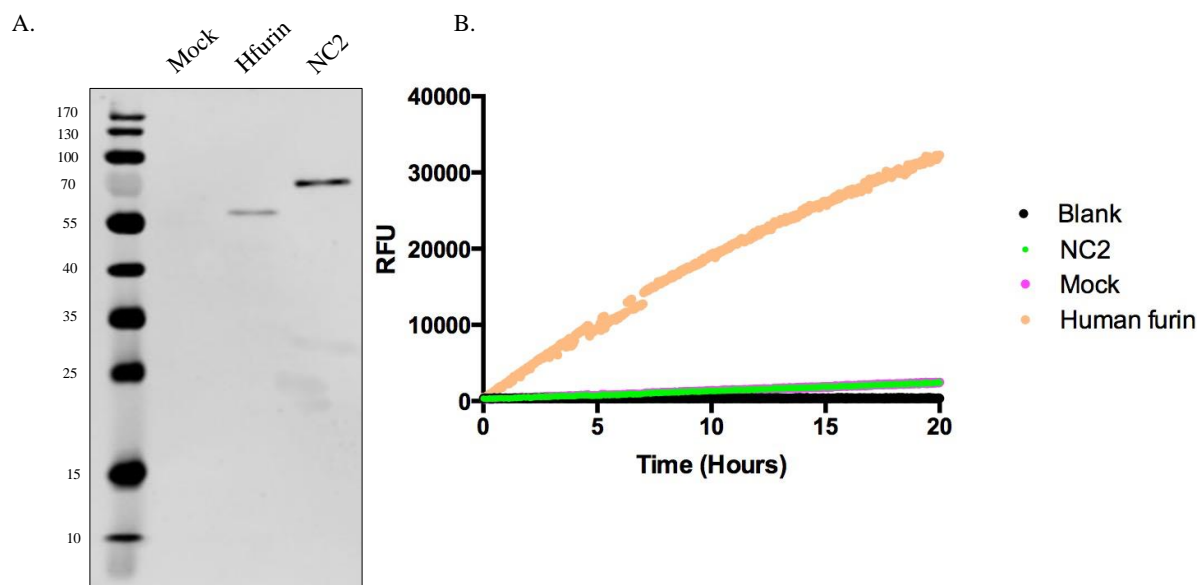 A.
Mock
Hfurin
NC2
170
130
100
70
55
40
35
25
15
10
B.
40000
30000
20000
10000
0
RFU
0
5
10
15
20
Time (Hours)
Blank
NC2
Mock
Human furin